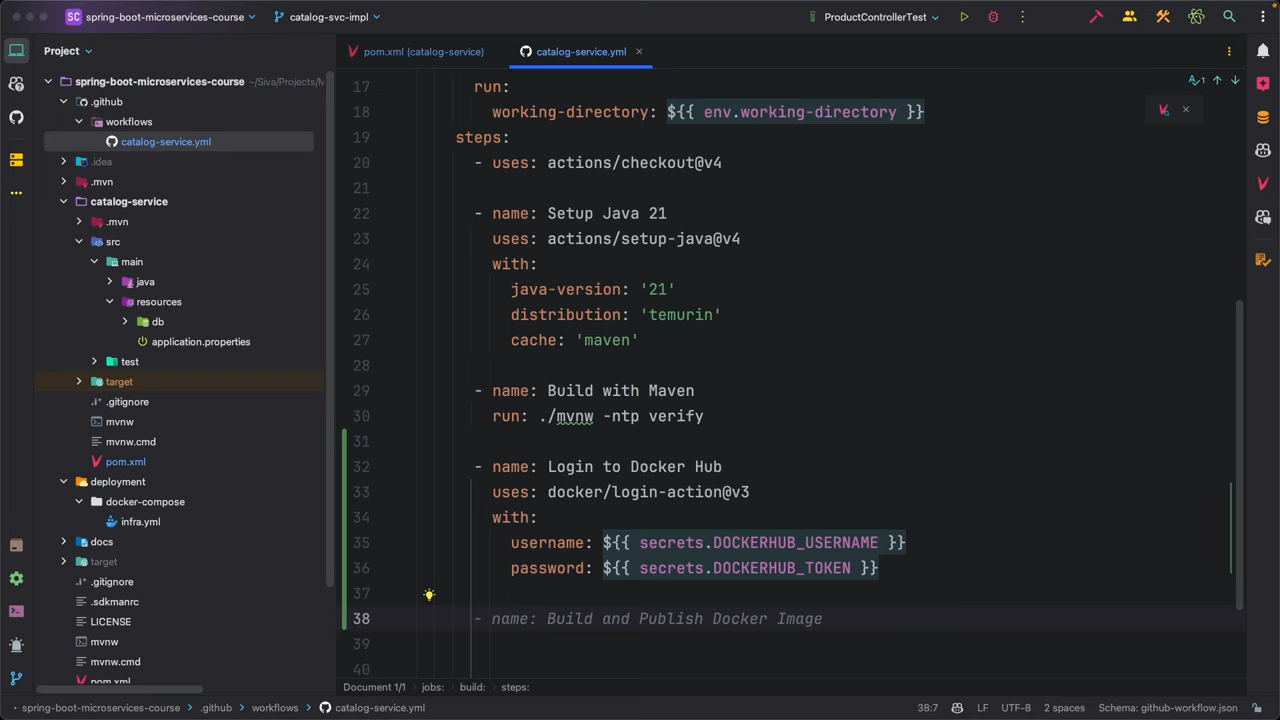 SC spring-boot-microservices-course
catalog-svc-impl
ProductControllerTest
Project
spring-boot-microservices-course ~/Siva/Projects/M
.github
workflows
catalog-service.yml
.idea
.mvn
catalog-service
.mvn
src
main
java
resources
db
application.properties
test
target
.gitignore
mvnw
mvnw.cmd
pom.xml
deployment
docker-compose
infra.yml
docs
target
.gitignore
.sdkmanrc
LICENSE
mvnw
mvnw.cmd
pom.xml
pom.xml (catalog-service)
catalog-service.yml
1
17 run:
18 working-directory: ${{ env.working-directory }}
19 steps:
20 - uses: actions/checkout@v4
21
22 - name: Setup Java 21
23 uses: actions/setup-java@v4
24 with:
25 java-version: '21'
26 distribution: 'temurin'
27 cache: 'maven'
28
29 - name: Build with Maven
30 run: ./mvnw -ntp verify
31
32 - name: Login to Docker Hub
33 uses: docker/login-action@v3
34 with:
35 username: ${{ secrets.DOCKERHUB_USERNAME }}
36 password: ${{ secrets.DOCKERHUB_TOKEN }}
37
38 - name: Build and Publish Docker Image
39
40
Document 1/1 jobs: build: steps:
spring-boot-microservices-course .github workflows catalog-service.yml
38:7 LF UTF-8 2 spaces Schema: github-workflow.json